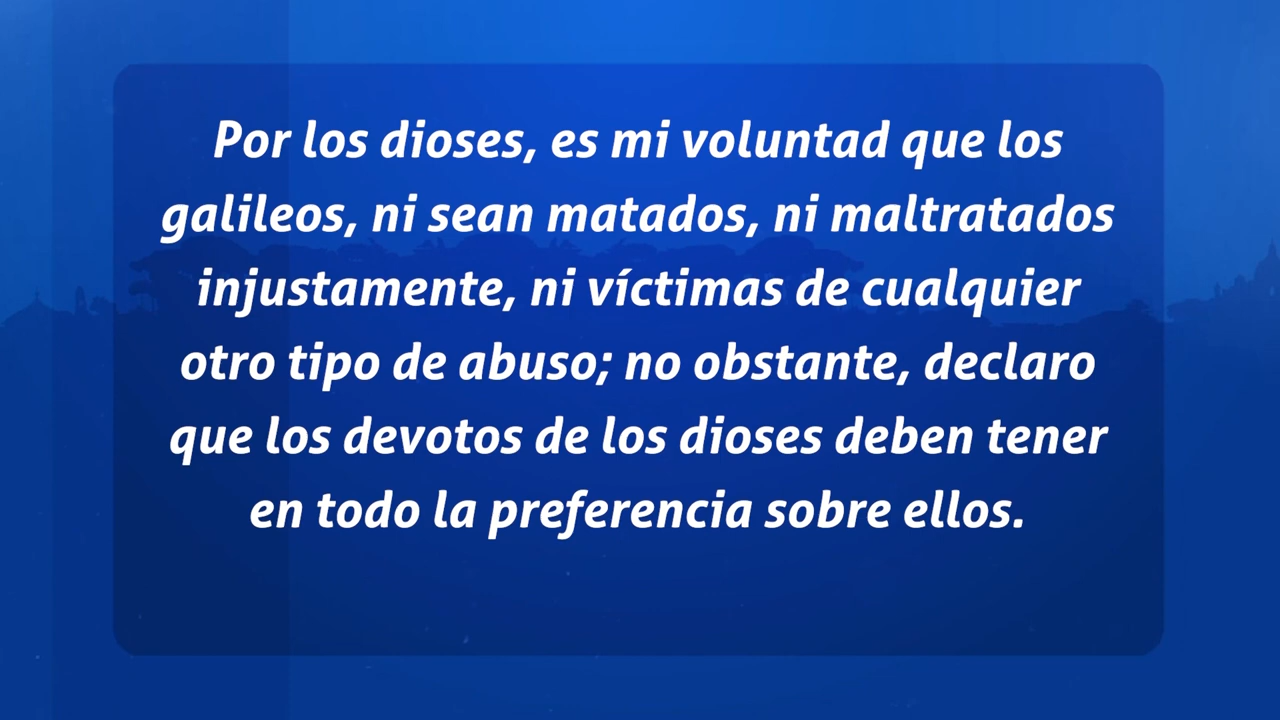 Por los dioses, es mi voluntad que los
galileos, ni sean matados, ni maltratados
injustamente, ni víctimas de cualquier
otro tipo de abuso; no obstante, declaro
que los devotos de los dioses deben tener
en todo la preferencia sobre ellos.